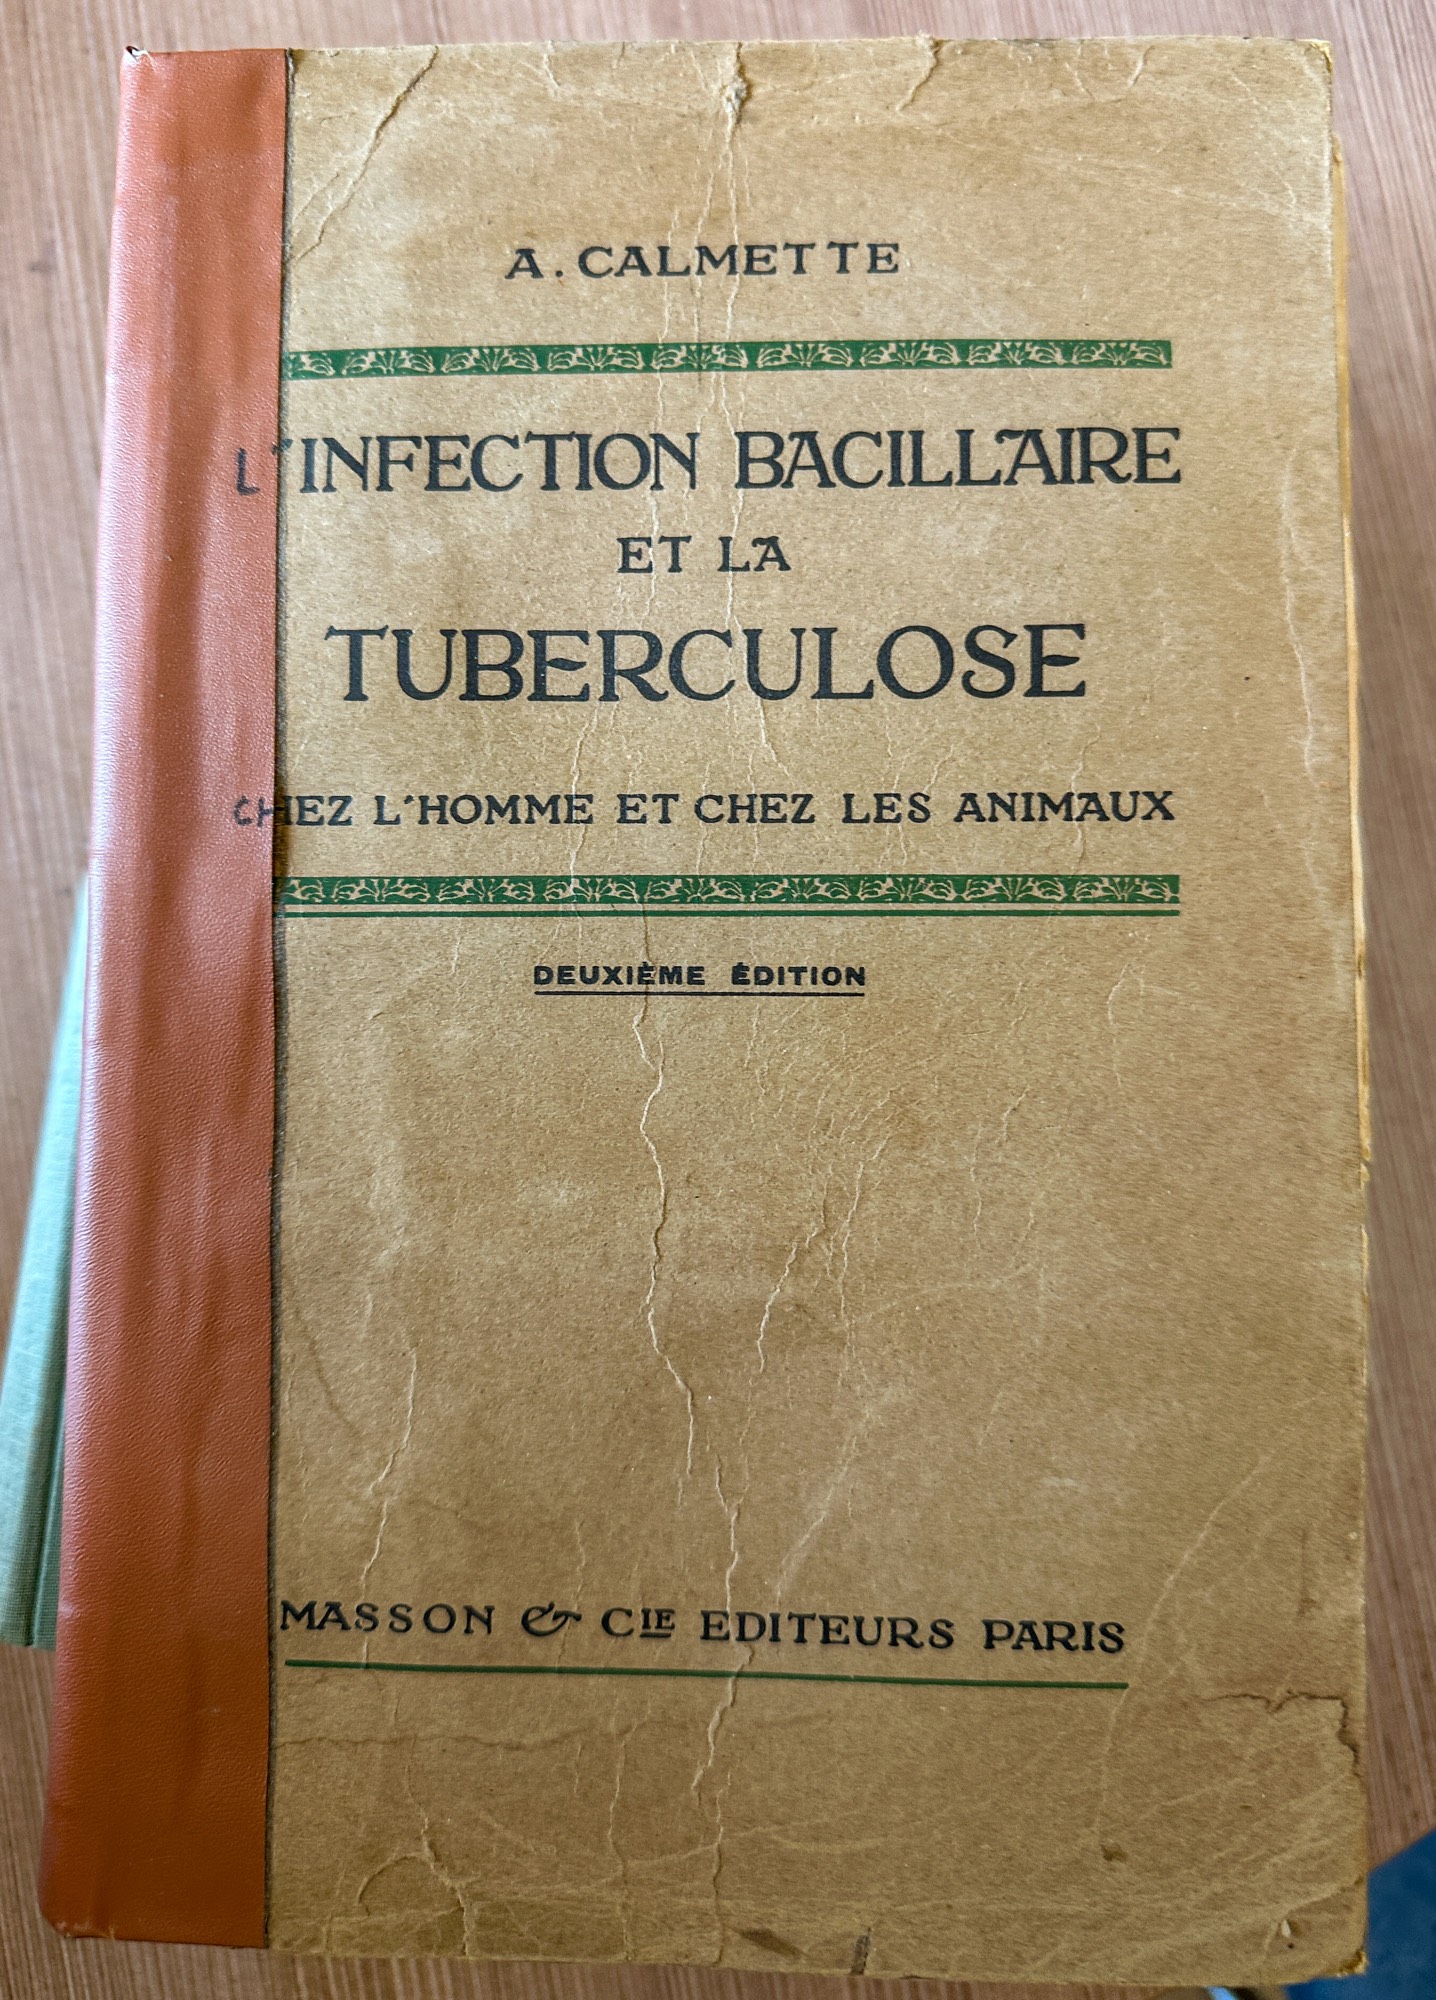 A. CALMETTE
L'INFECTION BACILLAIRE
ET LA
TUBERCULOSE
CHEZ L'HOMME ET CHEZ LES ANIMAUX
DEUXIÈME ÉDITION
MASSON & CIE EDITEURS PARIS